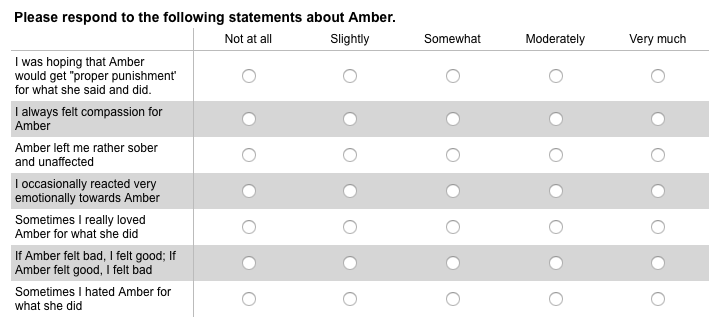 Please respond to the following statements about Amber.
Not at all Slightly Somewhat Moderately Very much
I was hoping that Amber
would get "proper punishment'
for what she said and did.
I always felt compassion for
Amber
Amber left me rather sober
and unaffected
I occasionally reacted very
emotionally towards Amber
Sometimes I really loved
Amber for what she did
If Amber felt bad, I felt good; If
Amber felt good, I felt bad
Sometimes I hated Amber for
what she did